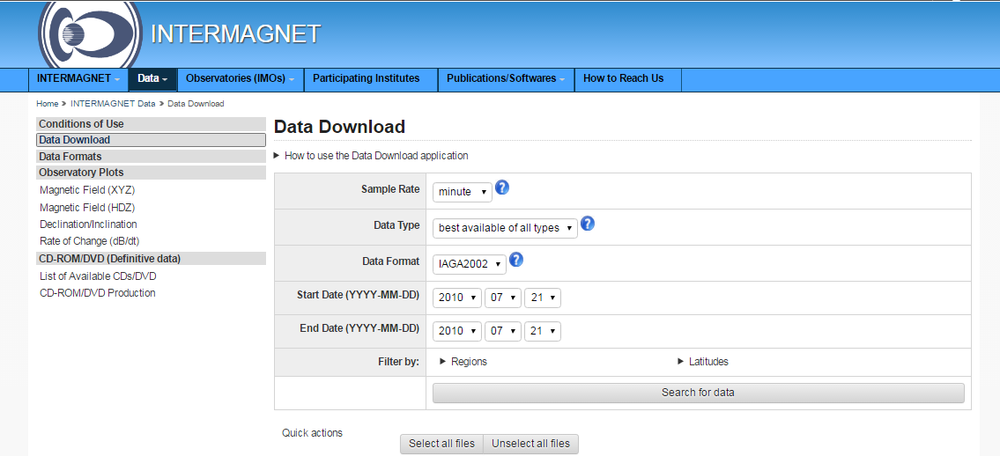 INTERMAGNET
INTERMAGNET Data Observatories (IMOs) Participating Institutes Publications/Softwares How to Reach Us
Home » INTERMAGNET Data » Data Download
Conditions of Use
Data Download
Data Formats
Observatory Plots
Magnetic Field (XYZ)
Magnetic Field (HDZ)
Declination/Inclination
Rate of Change (dB/dt)
CD-ROM/DVD (Definitive data)
List of Available CDs/DVD
CD-ROM/DVD Production
Data Download
How to use the Data Download application
Sample Rate minute ?
Data Type best available of all types ?
Data Format IAGA2002 ?
Start Date (YYYY-MM-DD) 2010 07 21
End Date (YYYY-MM-DD) 2010 07 21
Filter by: Regions Latitudes
Search for data
Quick actions
Select all files Unselect all files